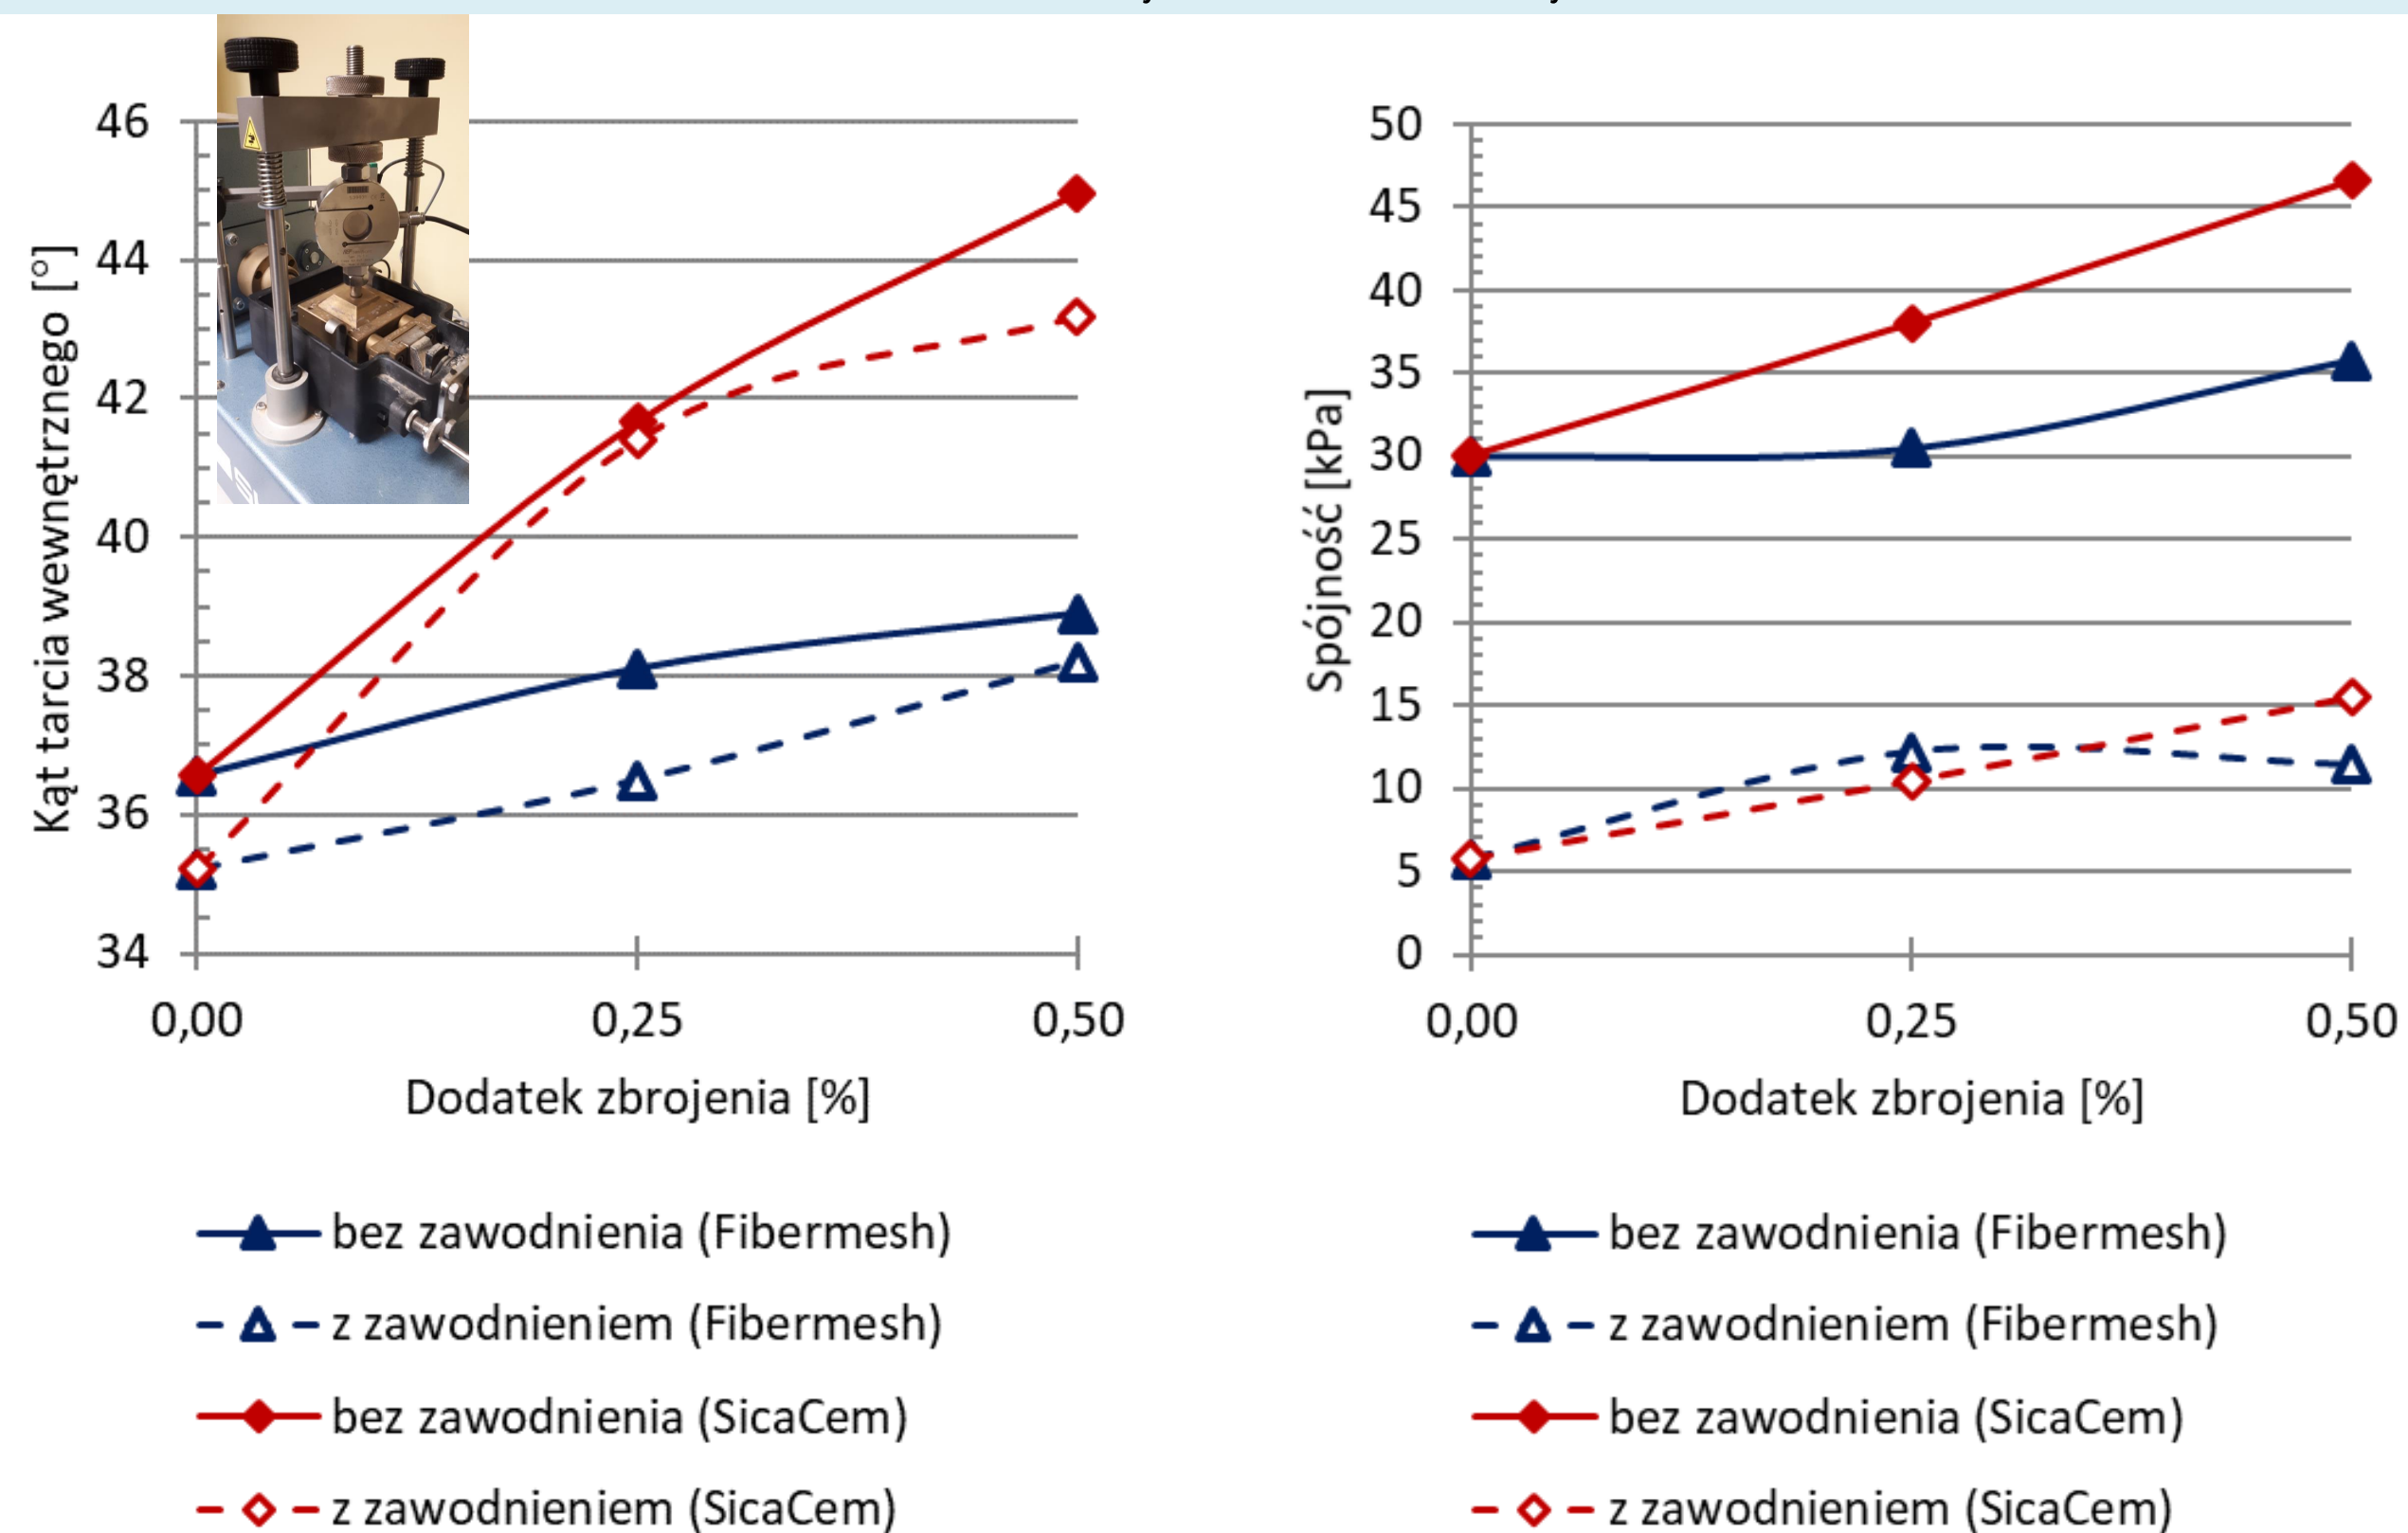 46
44
42
40
38
36
34
Kąt tarcia wewnętrznego [°]
0,00 0,25 0,50
Dodatek zbrojenia [%]
bez zawodnienia (Fibermesh)
z zawodnieniem (Fibermesh)
bez zawodnienia (SicaCem)
z zawodnieniem (SicaCem)
50
45
40
35
30
25
20
15
10
5
0
Spójność [kPa]
0,00 0,25 0,50
Dodatek zbrojenia [%]
bez zawodnienia (Fibermesh)
z zawodnieniem (Fibermesh)
bez zawodnienia (SicaCem)
z zawodnieniem (SicaCem)